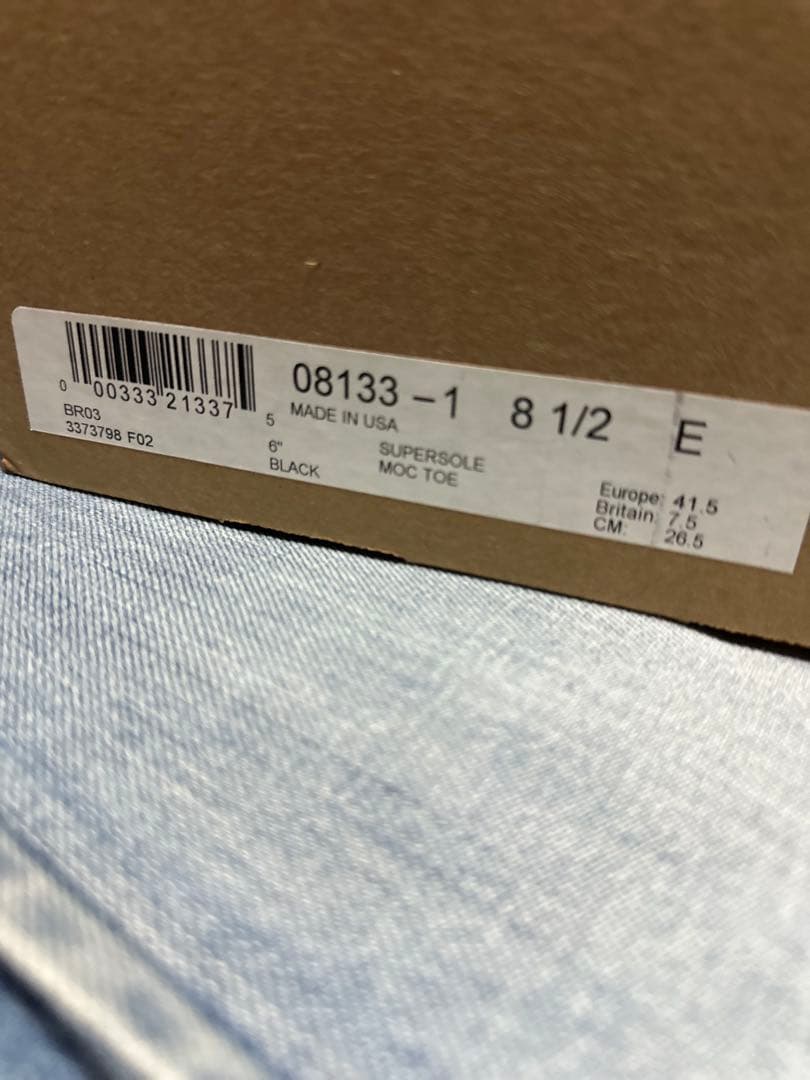 0 00333 21337 5
BR03
3373798 F02
08133-1 8 1/2 E
MADE IN USA
6" SUPERSOLE
BLACK MOC TOE
Europe: 41.5
Britain: 7.5
CM: 26.5